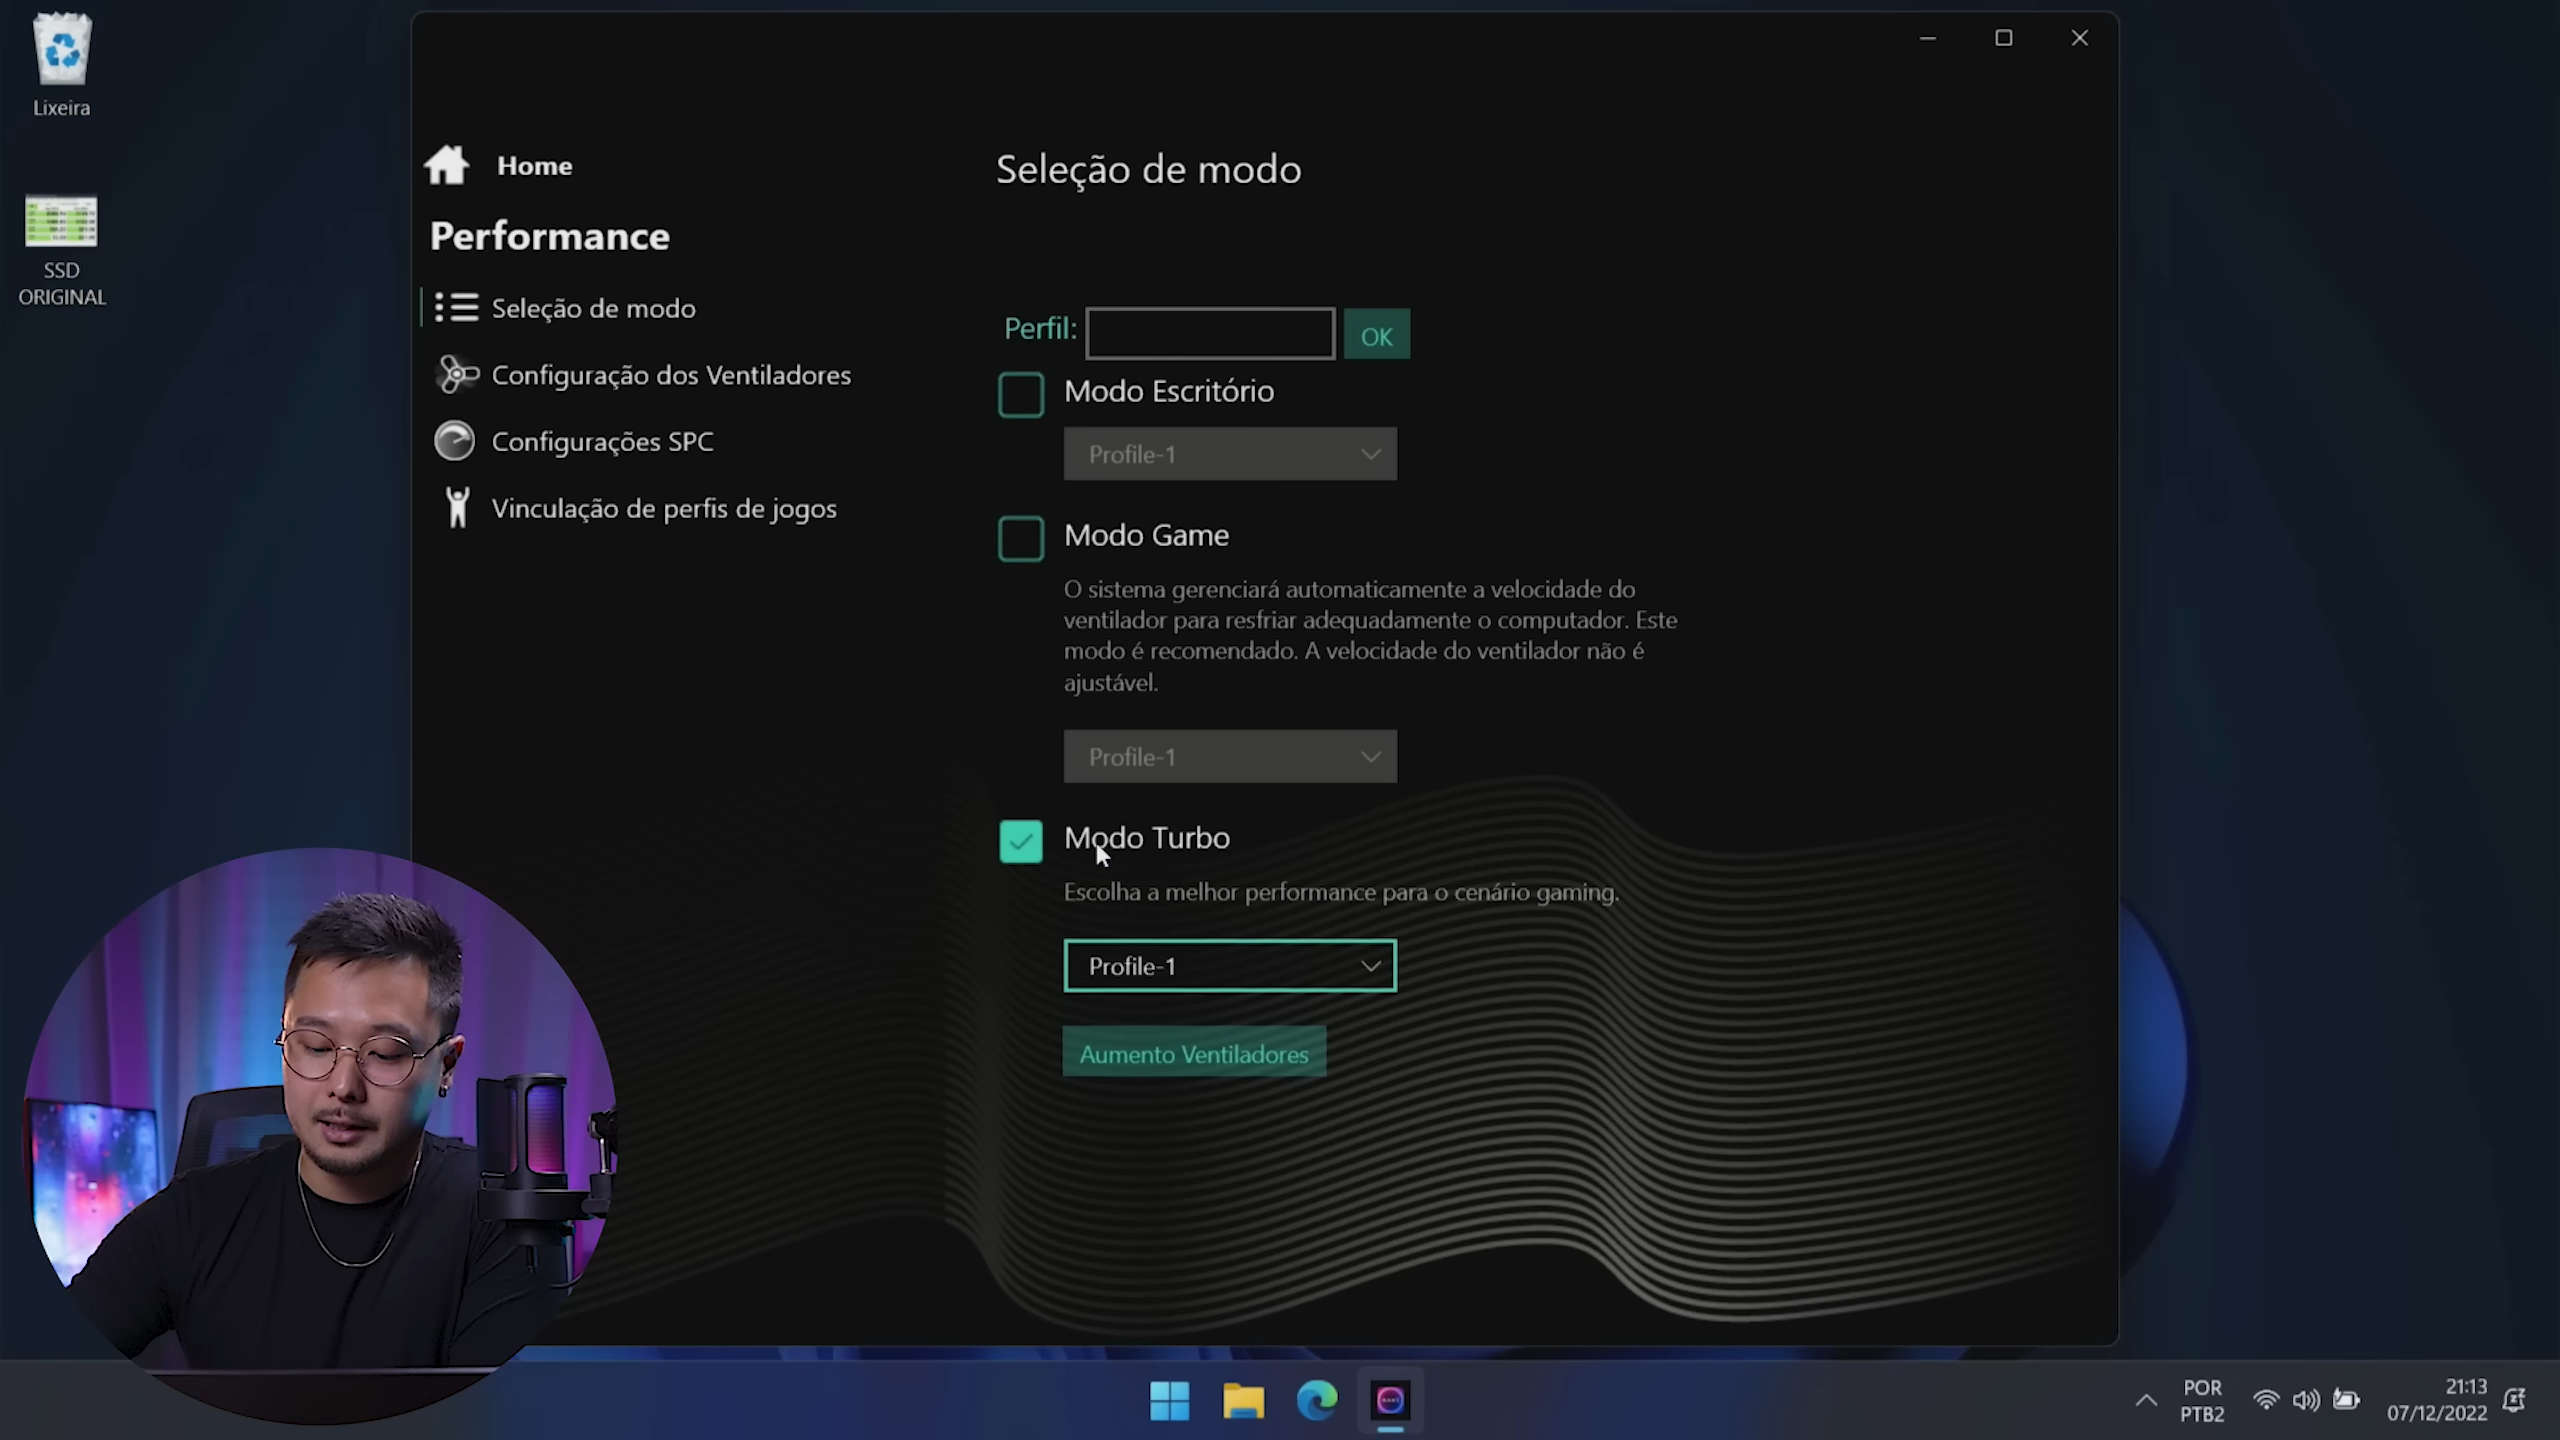 Lixeira
SSD
ORIGINAL
Home
Performance
Seleção de modo
Configuração dos Ventiladores
Configurações SPC
Vinculação de perfis de jogos
Seleção de modo
Perfil:
OK
Modo Escritório
Profile-1
Modo Game
O sistema gerenciará automaticamente a velocidade do
ventilador para resfriar adequadamente o computador. Este
modo é recomendado. A velocidade do ventilador não é
ajustável.
Profile-1
Modo Turbo
Escolha a melhor performance para o cenário gaming.
Profile-1
Aumento Ventiladores
POR
PTB2
21:13
07/12/2022